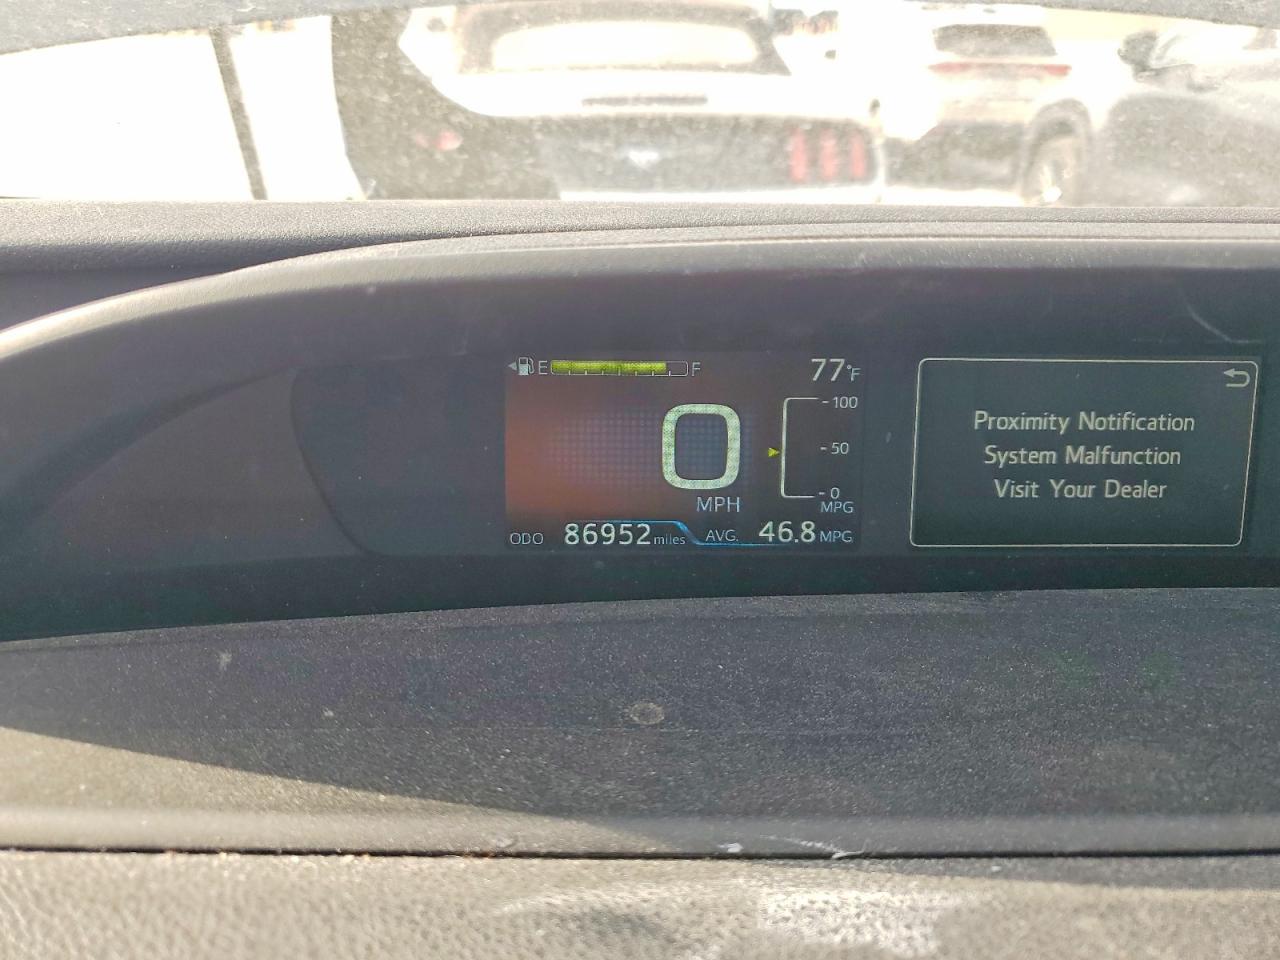 E F 77°F
100
50
0
MPG
0
MPH
ODO 86952 miles AVG. 46.8 MPG
Proximity Notification
System Malfunction
Visit Your Dealer